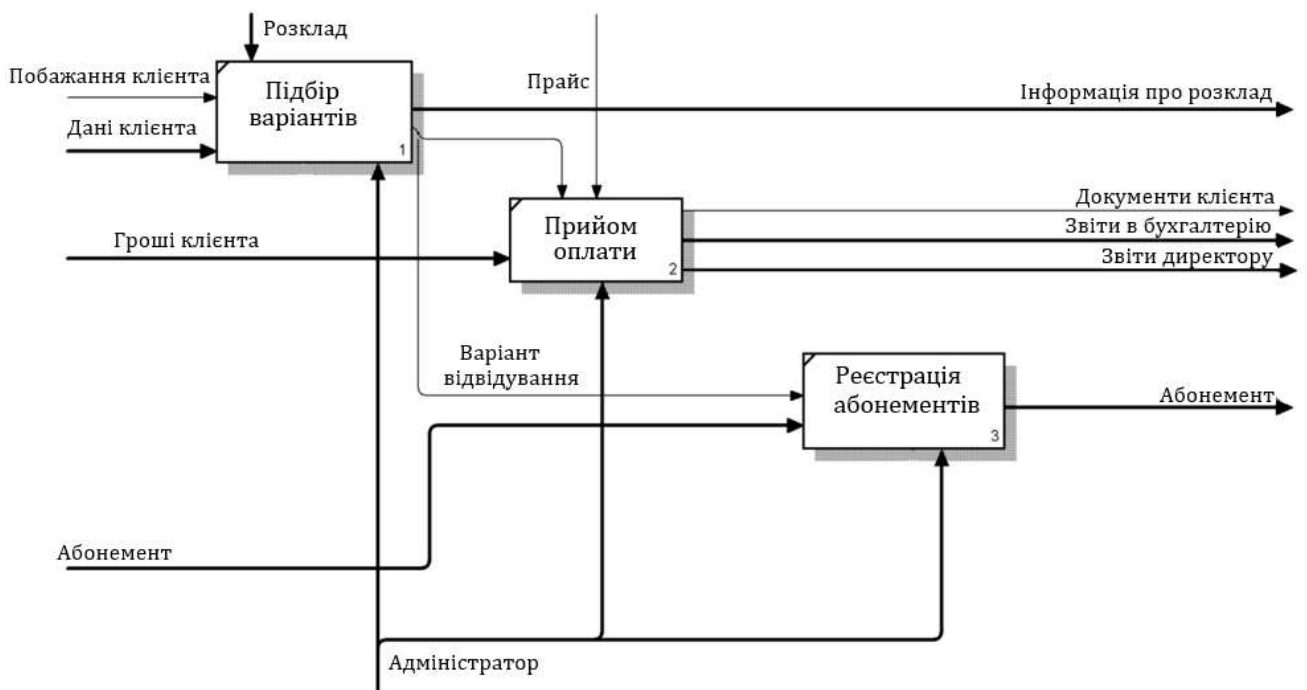 Розклад
Побажання клієнта
Підбір
варіантів
1
Прайс
Інформація про розклад
Дані клієнта
Документи клієнта
Прийом
оплати
2
Звіти в бухгалтерію
Гроші клієнта
Звіти директору
Варіант
відвідування
Реєстрація
абонементів
3
Абонемент
Абонемент
Адміністратор